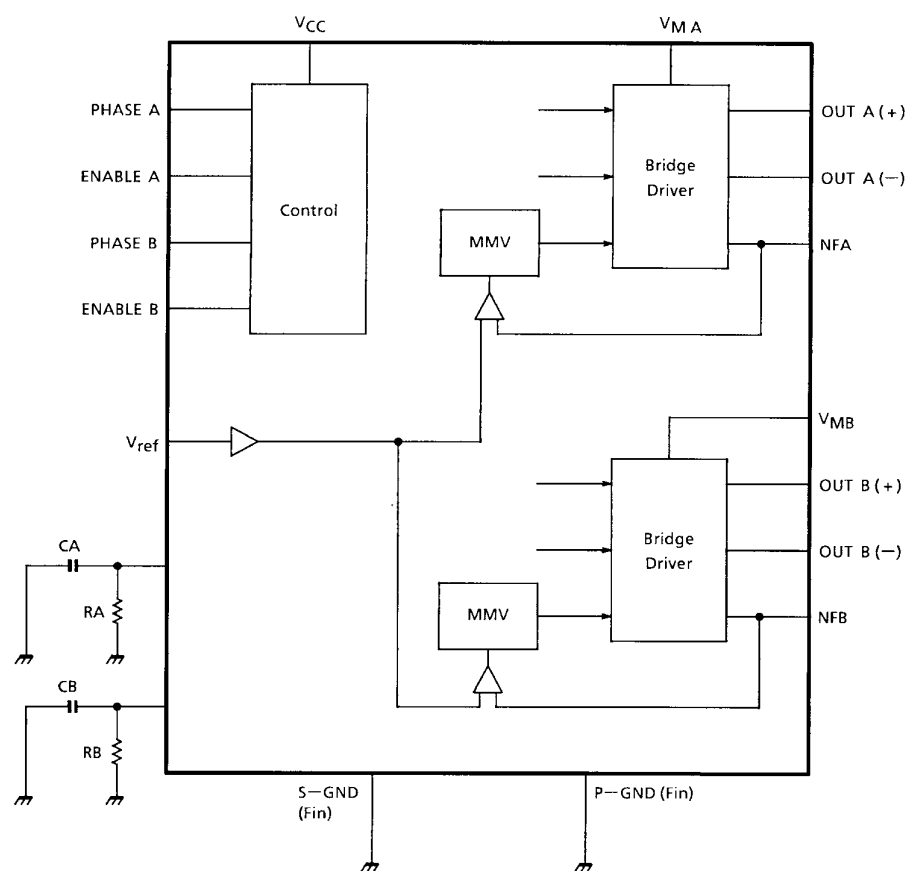 VCC
VM A
PHASE A
ENABLE A
PHASE B
ENABLE B
Control
Bridge
Driver
OUT A (+)
OUT A (−)
NFA
MMV
Vref
VMB
Bridge
Driver
OUT B (+)
OUT B (−)
NFB
MMV
CA
RA
CB
RB
S−GND
(Fin)
P−GND (Fin)